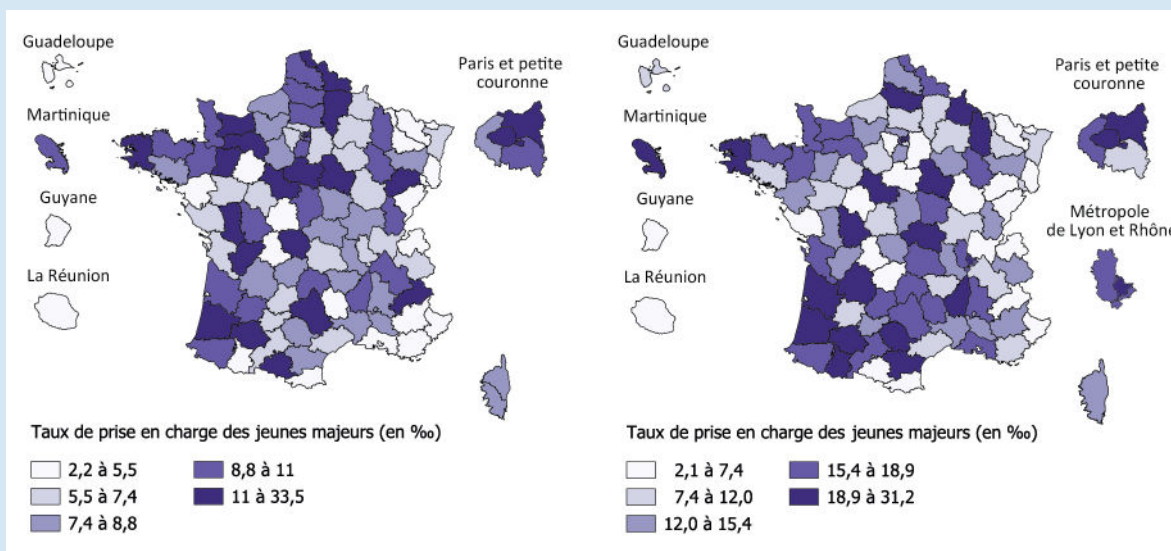 Guadeloupe
Martinique
Guyane
La Réunion
Paris et petite
couronne
Taux de prise en charge des jeunes majeurs (en ‰)
2,2 à 5,5
5,5 à 7,4
7,4 à 8,8
8,8 à 11
11 à 33,5
Guadeloupe
Martinique
Guyane
La Réunion
Paris et petite
couronne
Métropole
de Lyon et Rhône
Taux de prise en charge des jeunes majeurs (en ‰)
2,1 à 7,4
7,4 à 12,0
12,0 à 15,4
15,4 à 18,9
18,9 à 31,2